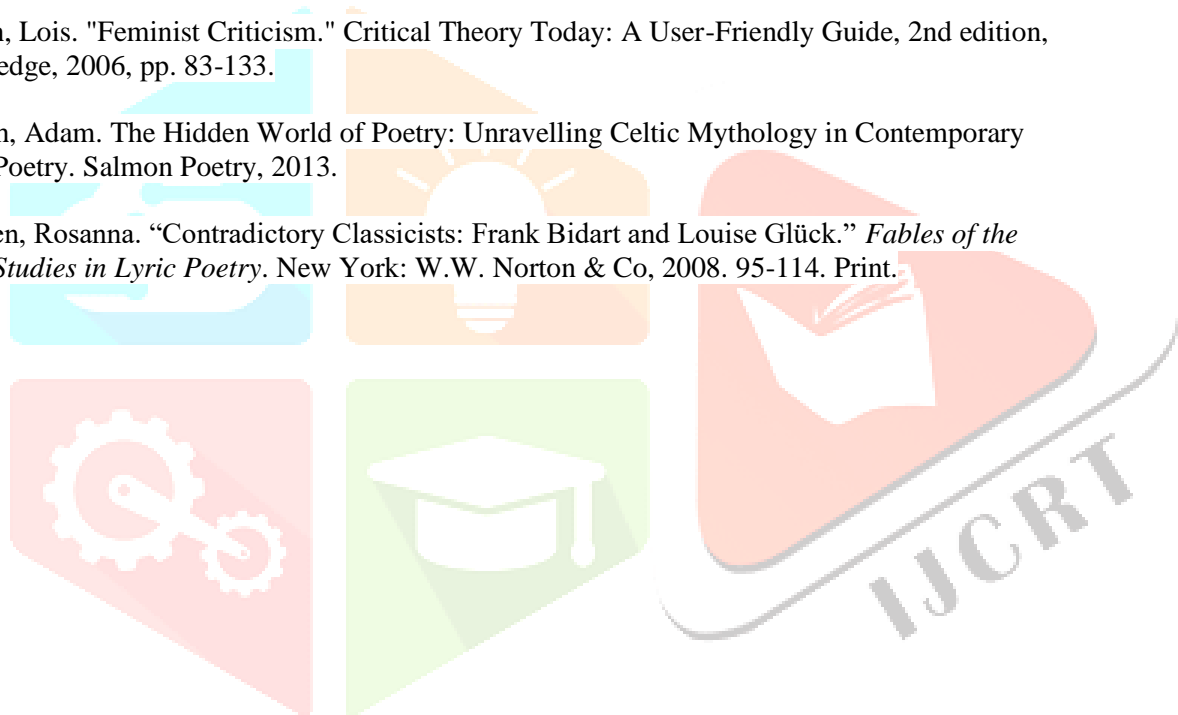 n, Lois. "Feminist Criticism." Critical Theory Today: A User-Friendly Guide, 2nd edition,
edge, 2006, pp. 83-133.
n, Adam. The Hidden World of Poetry: Unravelling Celtic Mythology in Contemporary
Poetry. Salmon Poetry, 2013.
en, Rosanna. “Contradictory Classicists: Frank Bidart and Louise Glück.” Fables of the
Studies in Lyric Poetry. New York: W.W. Norton & Co, 2008. 95-114. Print.
IJCRT